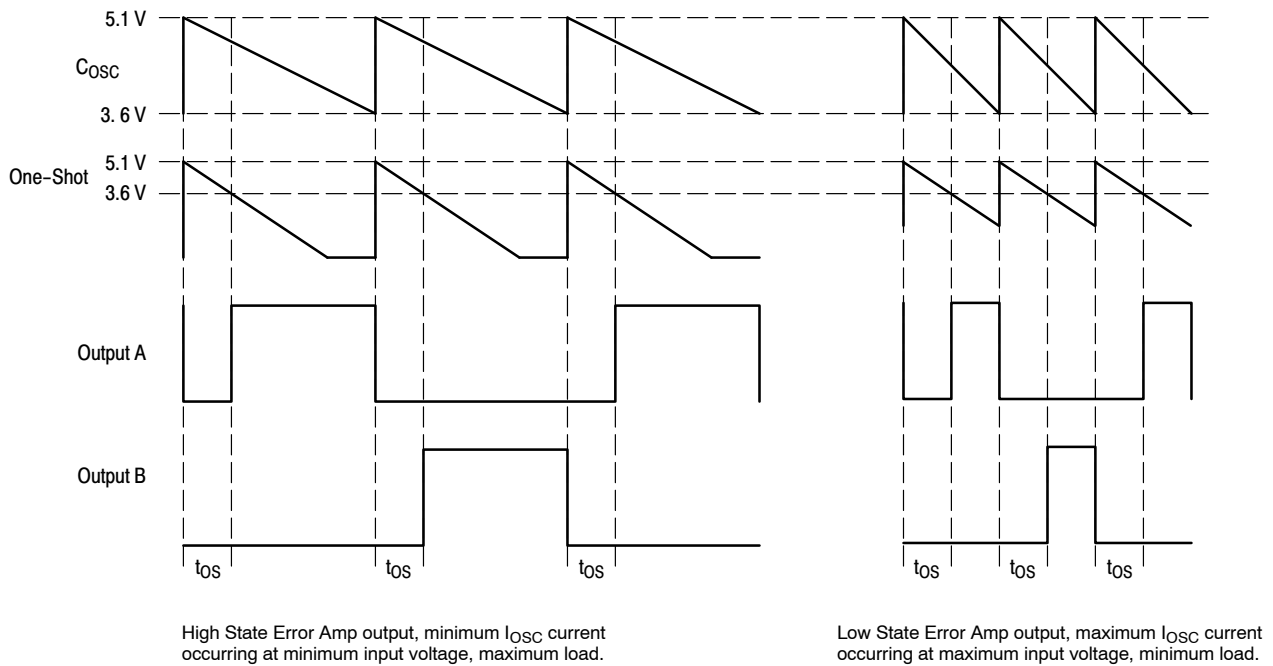 5.1 V
COSC
3.6 V
5.1 V
One-Shot
3.6 V
Output A
Output B
tOS
tOS
tOS
tOS
tOS
tOS
High State Error Amp output, minimum IOSC current
occurring at minimum input voltage, maximum load.
Low State Error Amp output, maximum IOSC current
occurring at maximum input voltage, minimum load.